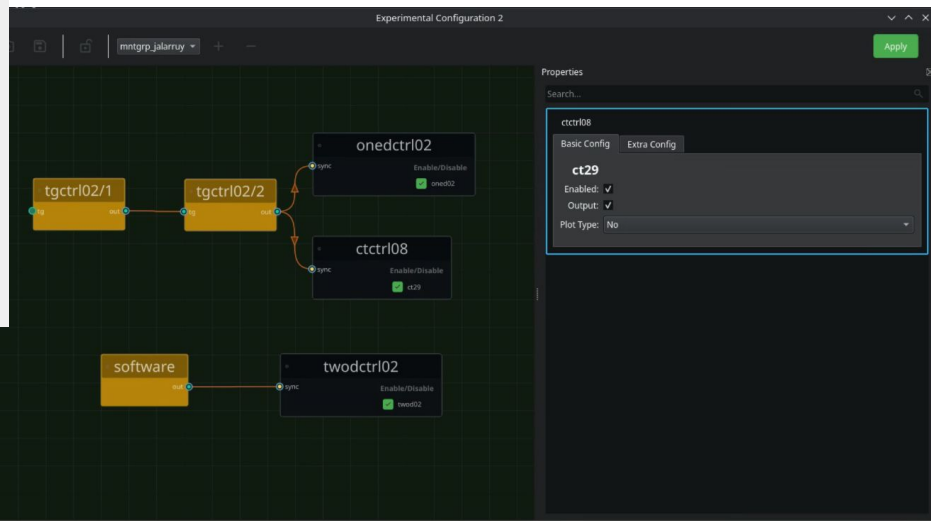 Experimental Configuration 2
mntgrp_jalarruy
Apply
Properties
Search...
ctctrl08
Basic Config Extra Config
ct29
Enabled:
Output:
Plot Type: No
onedctrl02
sync
Enable/Disable
oned02
tgctrl02/1
tg out
tgctrl02/2
tg out
ctctrl08
sync
Enable/Disable
ct29
software
out
twodctrl02
sync
Enable/Disable
twod02